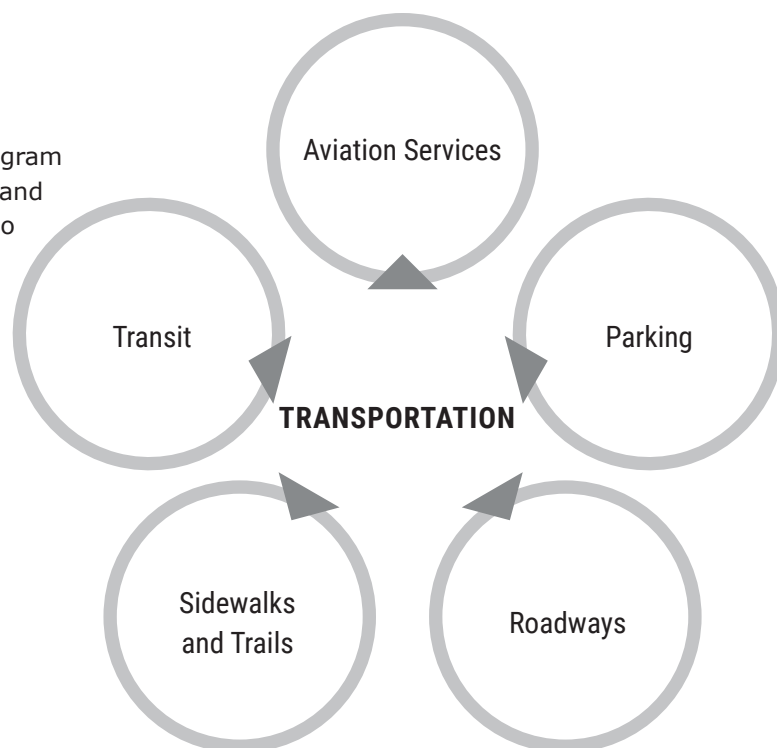 Aviation Services
gram
and
o
Transit
Parking
TRANSPORTATION
Sidewalks
and Trails
Roadways